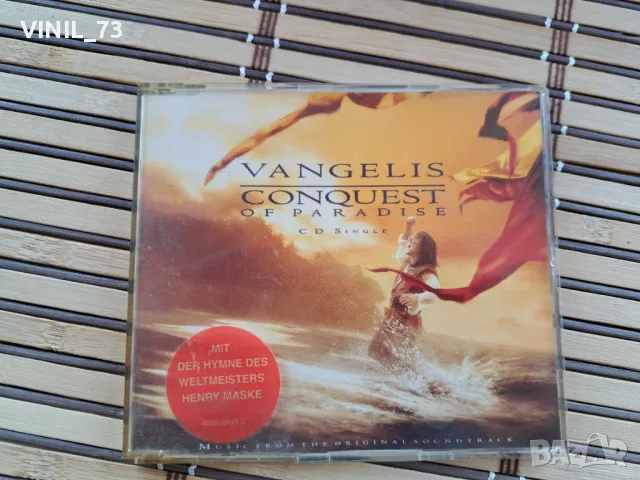 VINIL_73
VANGELIS
CONQUEST
OF PARADISE
CD SINGLE
MIT
DER HYMNE DES
WELTMEISTERS
HENRY MASKE
MUSIC FROM THE ORIGINAL SOUNDTRACK
BAZAR